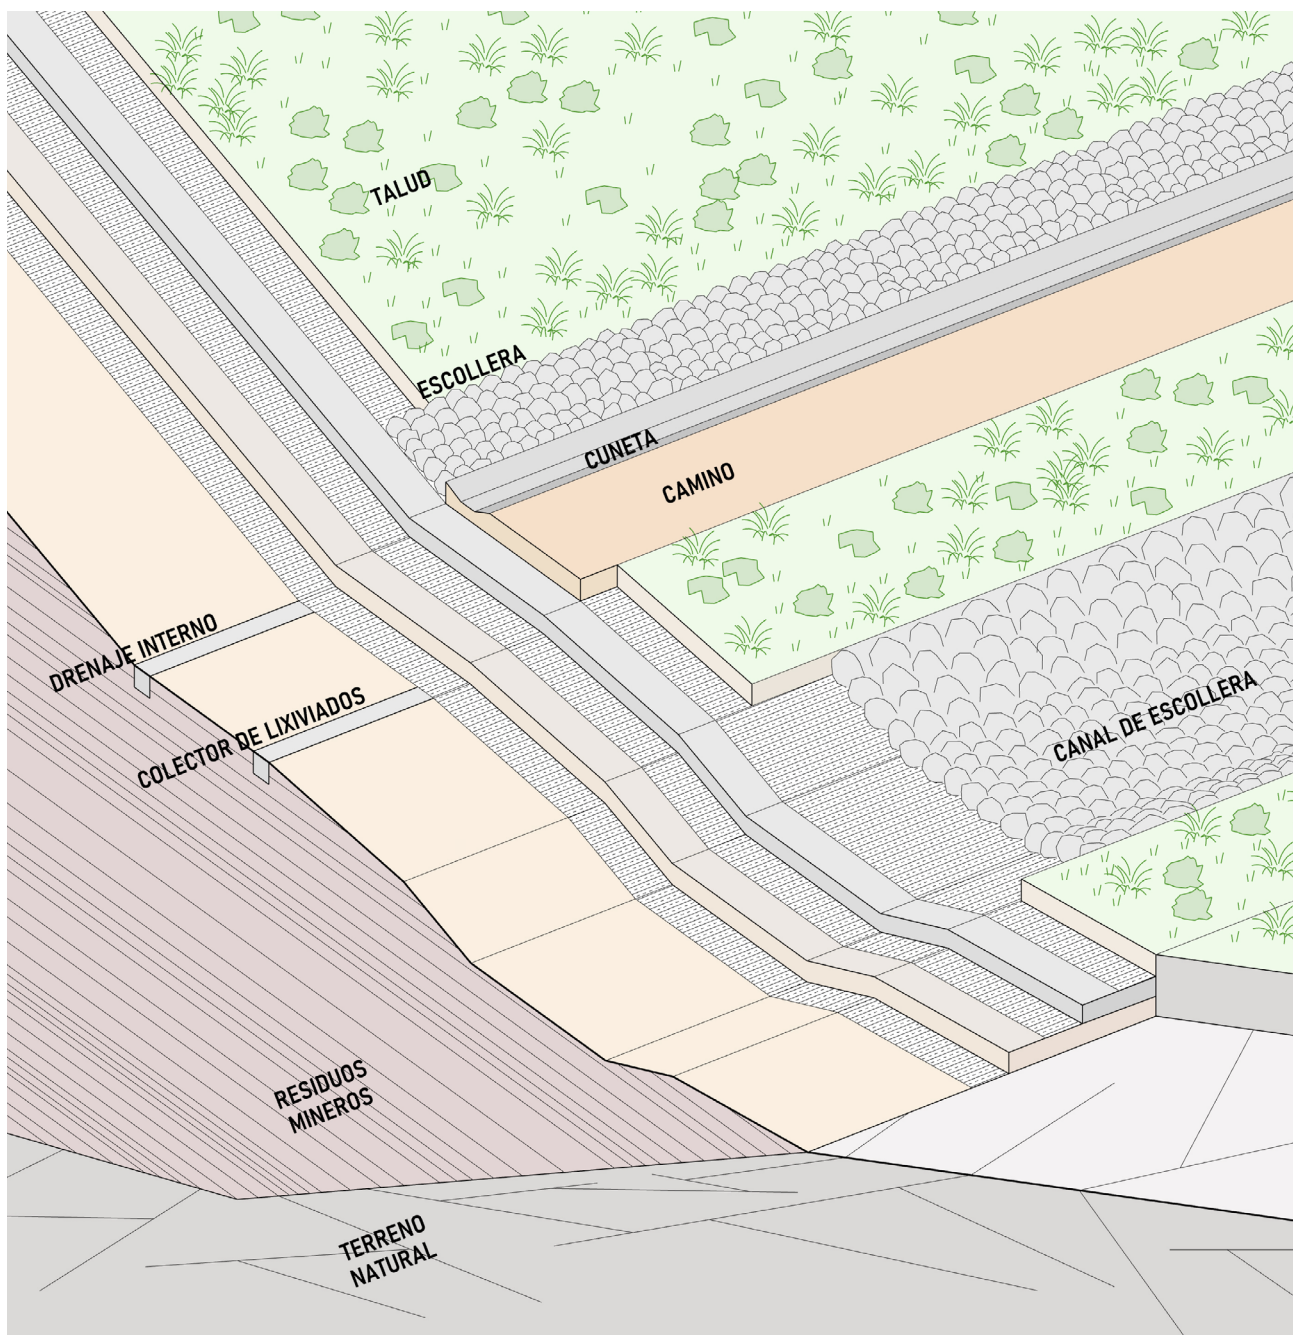 TALUD
ESCOLLERA
CUNETA
CAMINO
DRENAJE INTERNO
COLECTOR DE LIXIVIADOS
CANAL DE ESCOLLERA
RESIDUOS
MINEROS
TERRENO
NATURAL